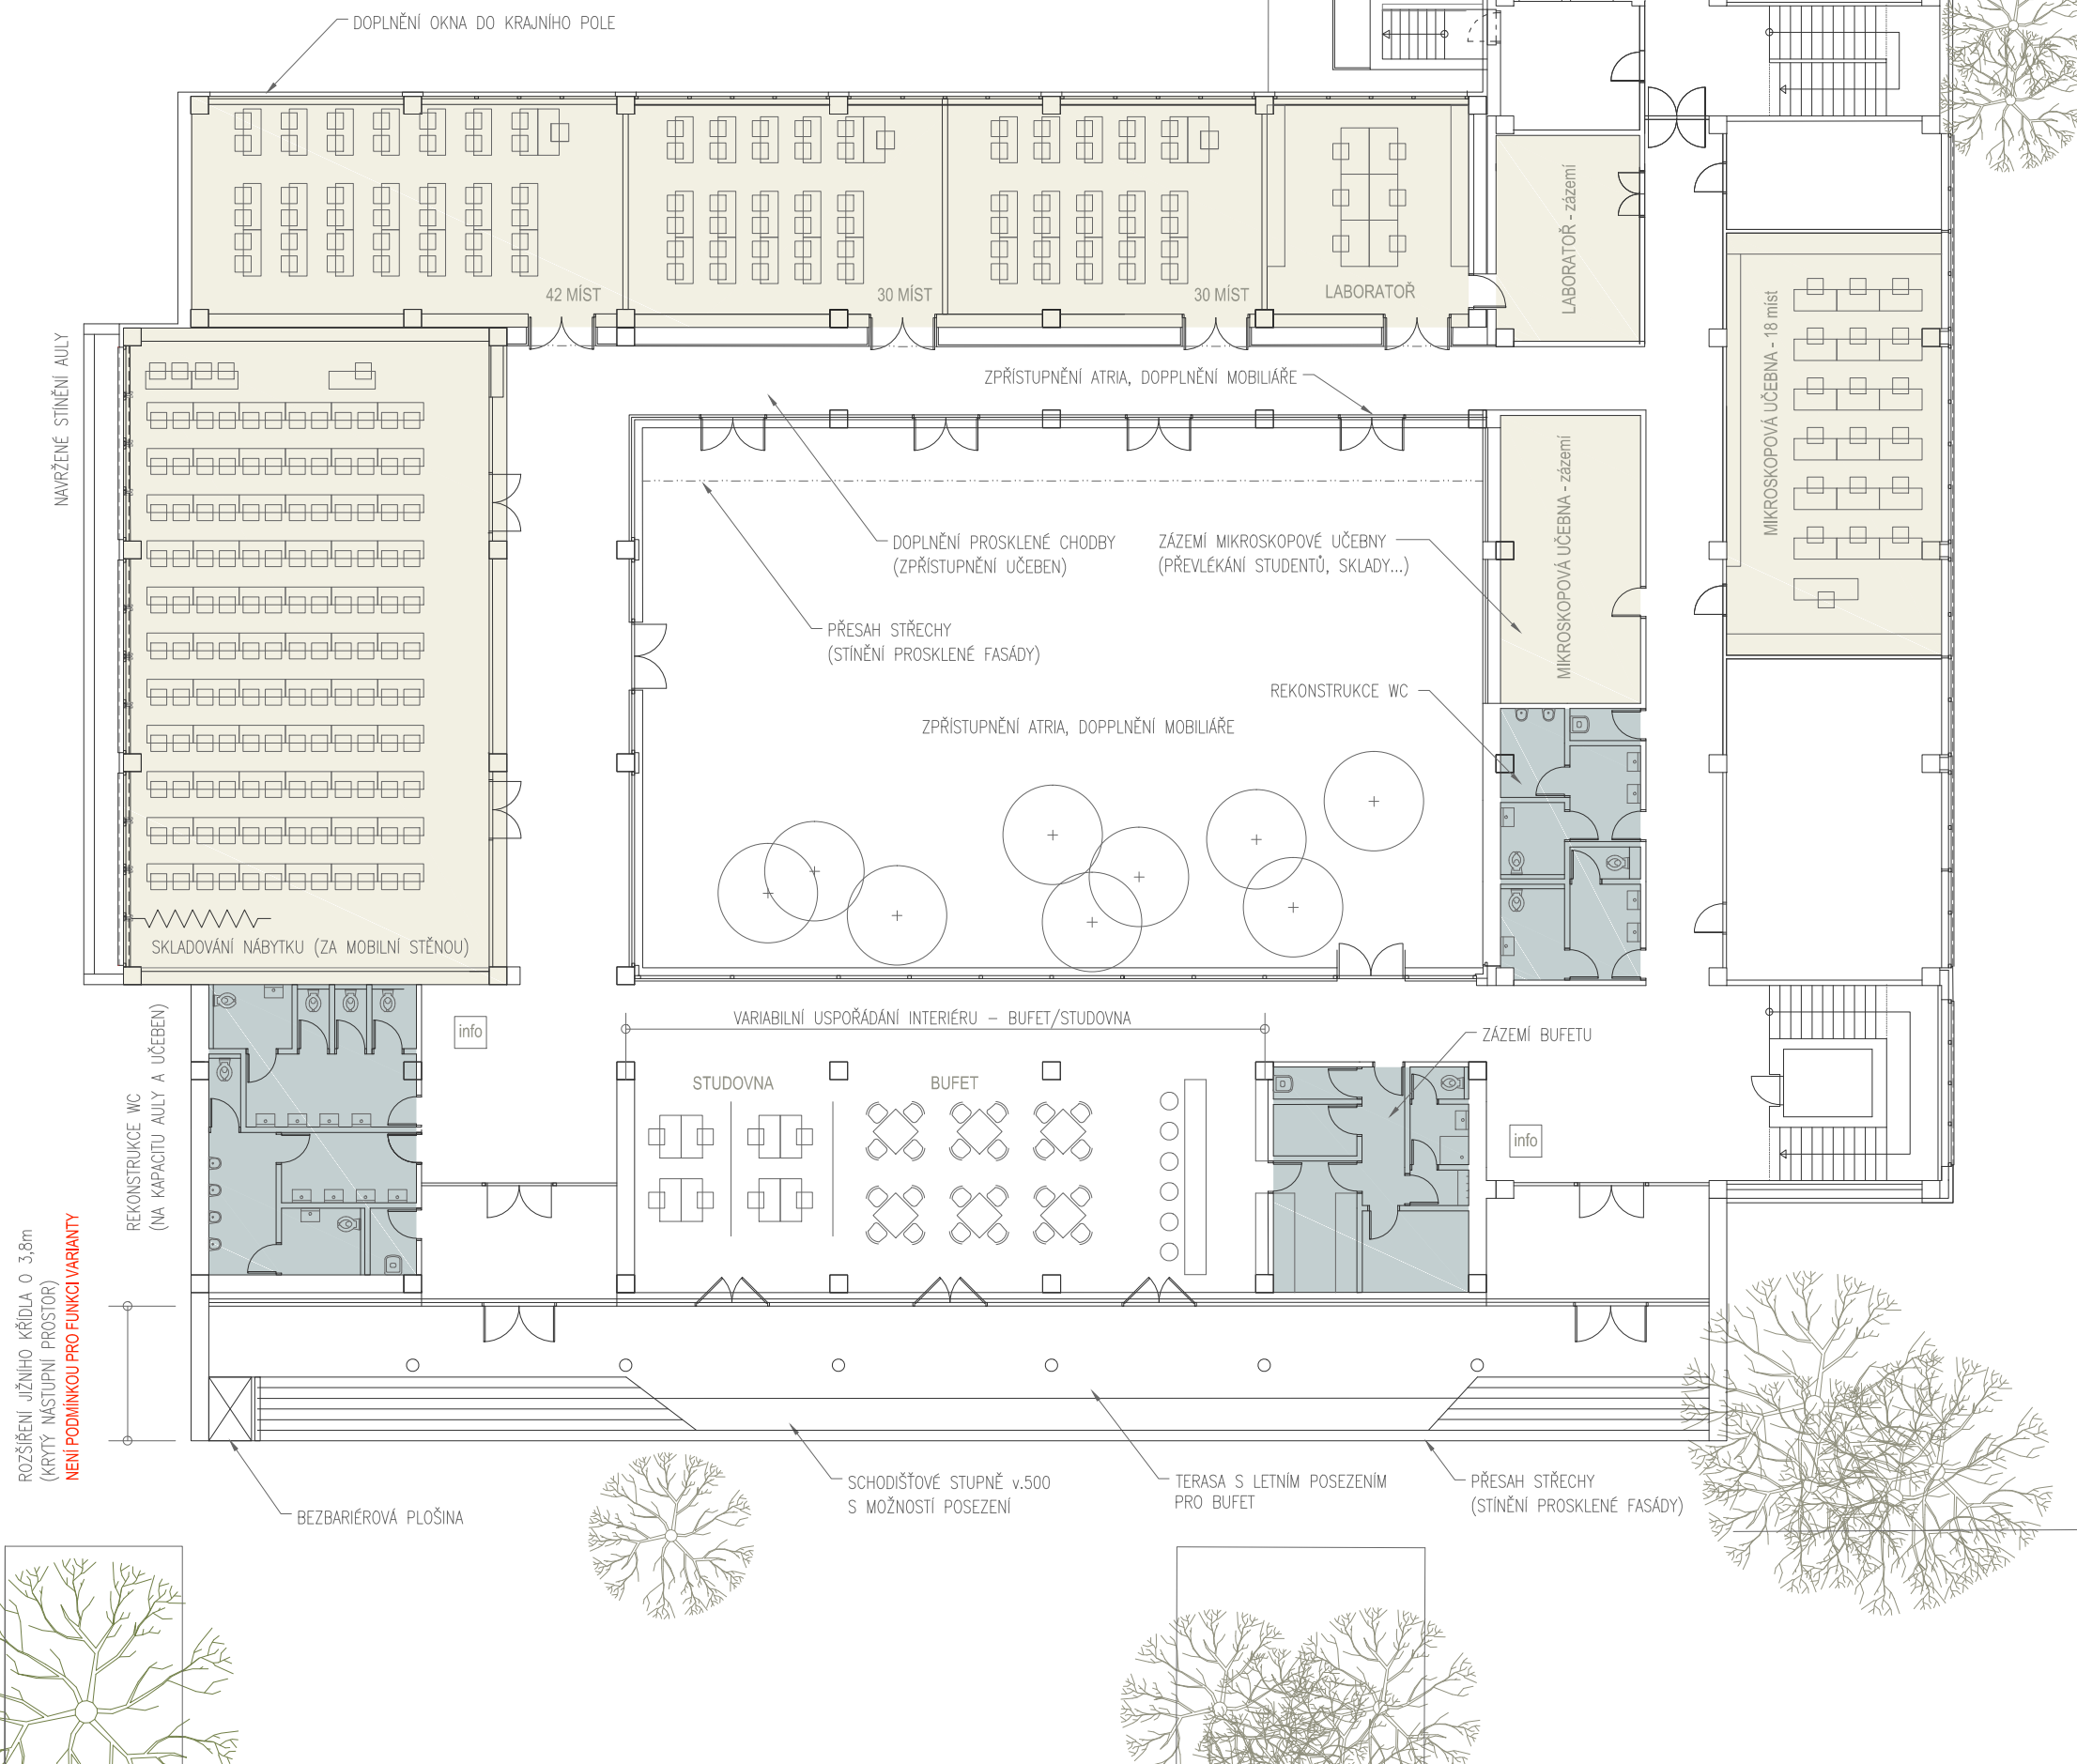 DOPLNĚNÍ OKNA DO KRAJNÍHO POLE
42 MÍST
30 MÍST
30 MÍST
LABORATOŘ
LABORATOŘ - zázemí
MIKROSKOPOVÁ UČEBNA - 18 míst
NAVRŽENÉ STÍNĚNÍ AULY
ZPŘÍSTUPNĚNÍ ATRIA, DOPPLNĚNÍ MOBILIÁŘE
DOPLNĚNÍ PROSKLENÉ CHODBY
(ZPŘÍSTUPNĚNÍ UČEBEN)
ZÁZEMÍ MIKROSKOPOVÉ UČEBNY
(PŘEVLÉKÁNÍ STUDENTŮ, SKLADY...)
MIKROSKOPOVÁ UČEBNA - zázemí
PŘESAH STŘECHY
(STÍNĚNÍ PROSKLENÉ FASÁDY)
REKONSTRUKCE WC
ZPŘÍSTUPNĚNÍ ATRIA, DOPPLNĚNÍ MOBILIÁŘE
SKLADOVÁNÍ NÁBYTKU (ZA MOBILNÍ STĚNOU)
info
VARIABILNÍ USPOŘÁDÁNÍ INTERIÉRU – BUFET/STUDOVNA
ZÁZEMÍ BUFETU
STUDOVNA
BUFET
info
REKONSTRUKCE WC
(NA KAPACITU AULY A UČEBEN)
ROZŠÍŘENÍ JIŽNÍHO KŘÍDLA O 3,8m
(KRYTÝ NÁSTUPNÍ PROSTOR)
NENÍ PODMÍNKOU PRO FUNKCI VARIANTY
SCHODIŠŤOVÉ STUPNĚ v.500
S MOŽNOSTÍ POSEZENÍ
TERASA S LETNÍM POSEZENÍM
PRO BUFET
PŘESAH STŘECHY
(STÍNĚNÍ PROSKLENÉ FASÁDY)
BEZBARIÉROVÁ PLOŠINA